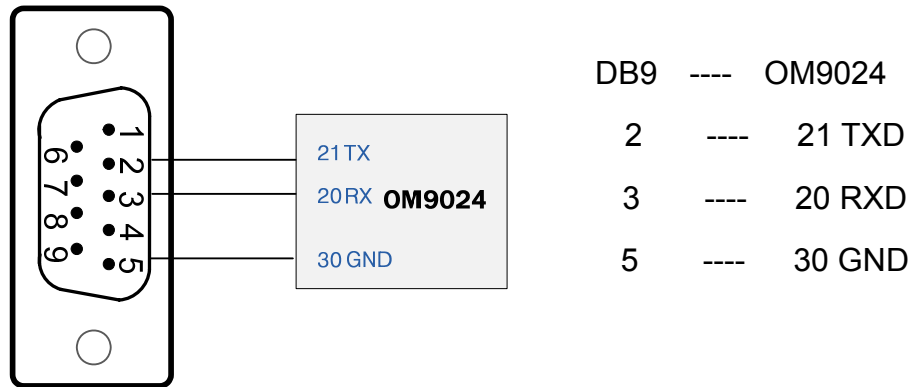 1
2
3
4
5
6
7
8
9
21 TX
20 RX OM9024
30 GND
DB9 ---- OM9024
2 ---- 21 TXD
3 ---- 20 RXD
5 ---- 30 GND